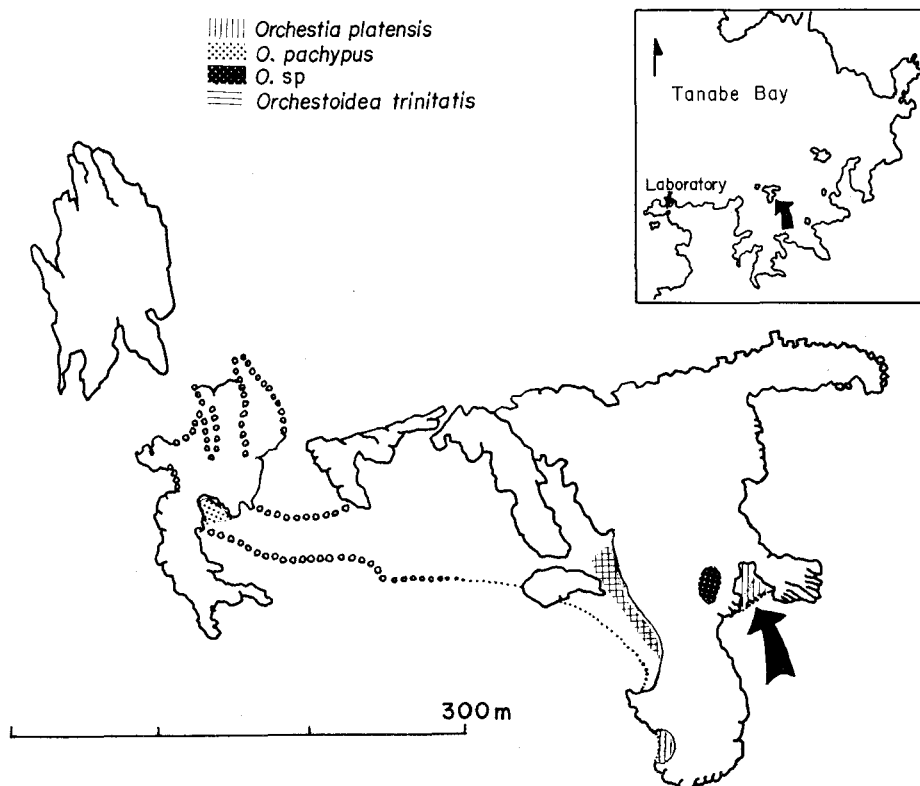 Orchestia platensis
O. pachypus
O. sp
Orchestoidea trinitatis
Tanabe Bay
Laboratory
300m